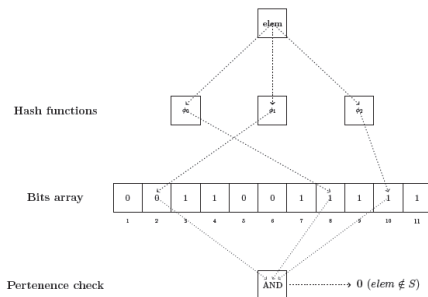 elem
Hash functions φ₀ φ₁ φ₂
Bits array 0 0 1 1 0 0 1 1 1 1 1
1 2 3 4 5 6 7 8 9 10 11
Pertenence check AND 0 (elem ∉ S)